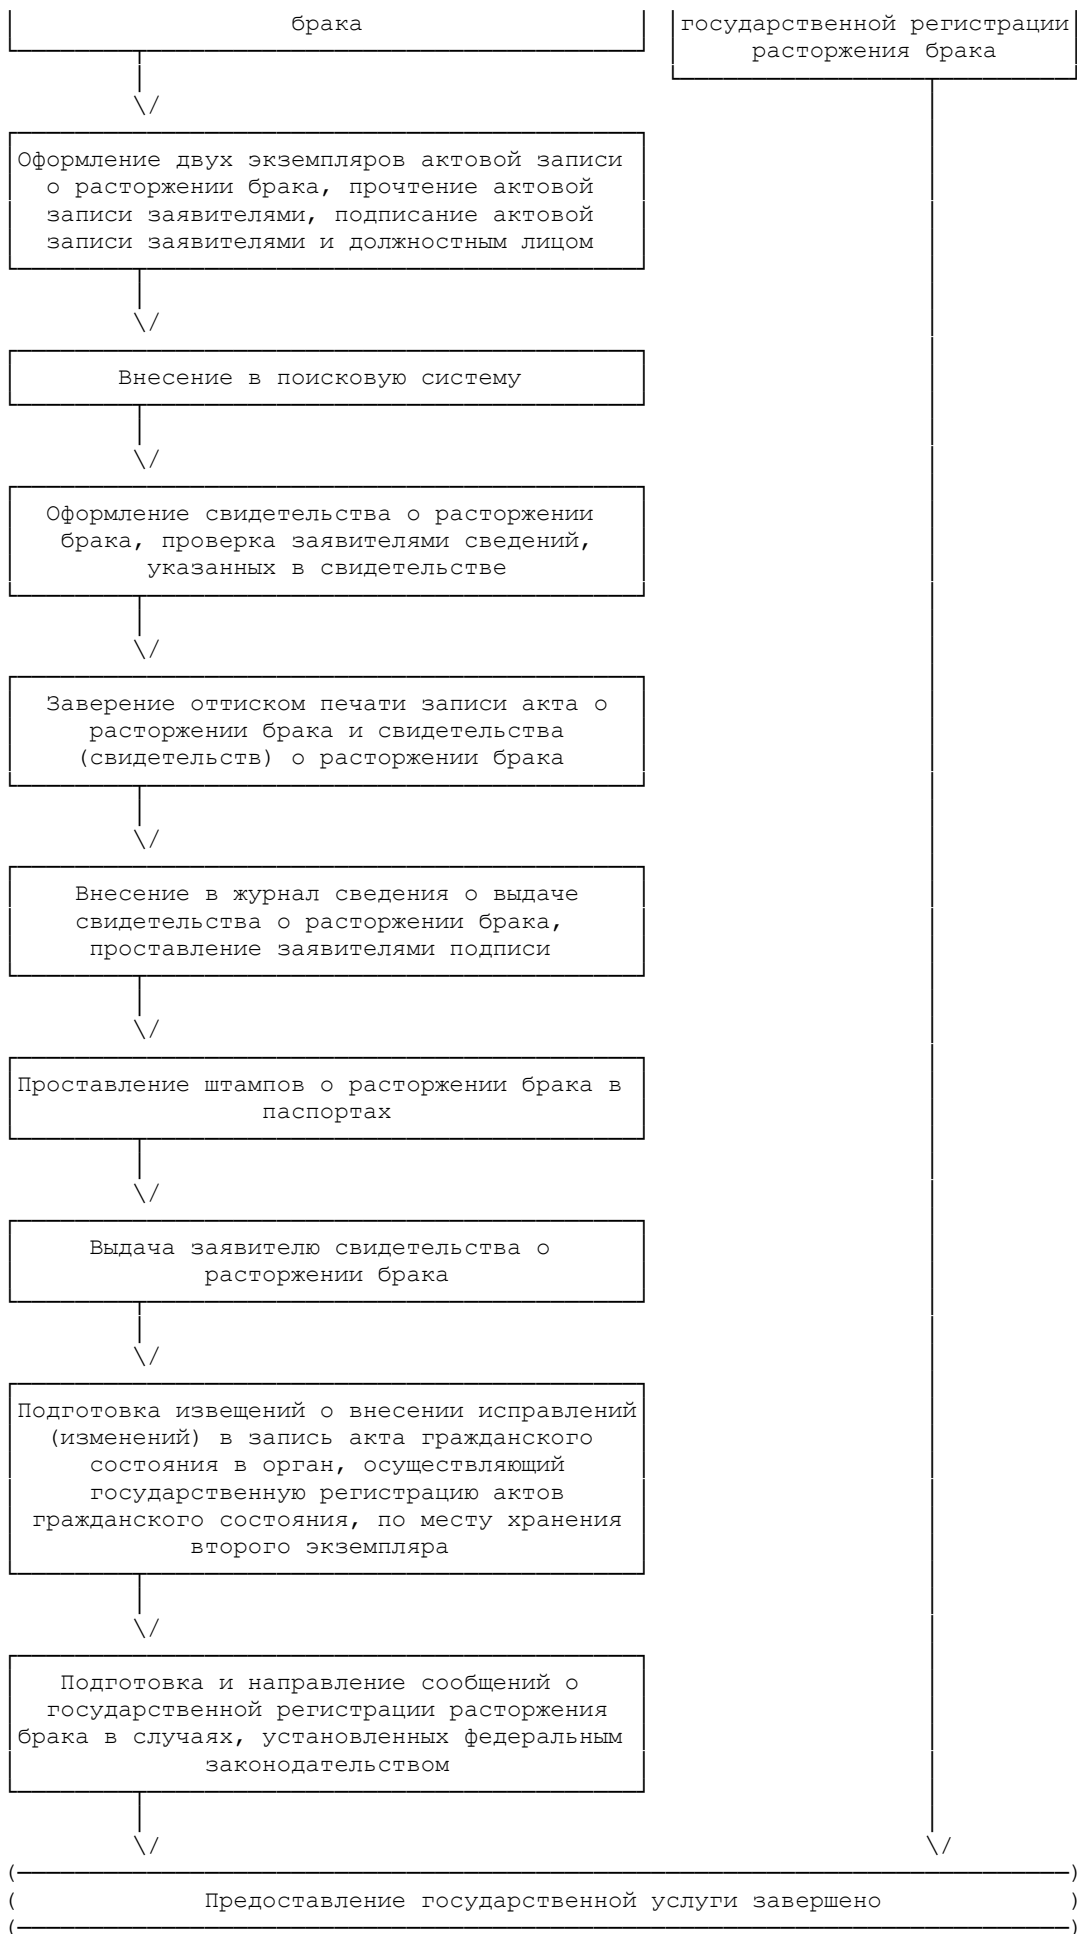 брака
государственной регистрации
расторжения брака
Оформление двух экземпляров актовой записи
о расторжении брака, прочтение актовой
записи заявителями, подписание актовой
записи заявителями и должностным лицом
Внесение в поисковую систему
Оформление свидетельства о расторжении
брака, проверка заявителями сведений,
указанных в свидетельстве
Заверение оттиском печати записи акта о
расторжении брака и свидетельства
(свидетельств) о расторжении брака
Внесение в журнал сведения о выдаче
свидетельства о расторжении брака,
проставление заявителями подписи
Проставление штампов о расторжении брака в
паспортах
Выдача заявителю свидетельства о
расторжении брака
Подготовка извещений о внесении исправлений
(изменений) в запись акта гражданского
состояния в орган, осуществляющий
государственную регистрацию актов
гражданского состояния, по месту хранения
второго экземпляра
Подготовка и направление сообщений о
государственной регистрации расторжения
брака в случаях, установленных федеральным
законодательством
Предоставление государственной услуги завершено